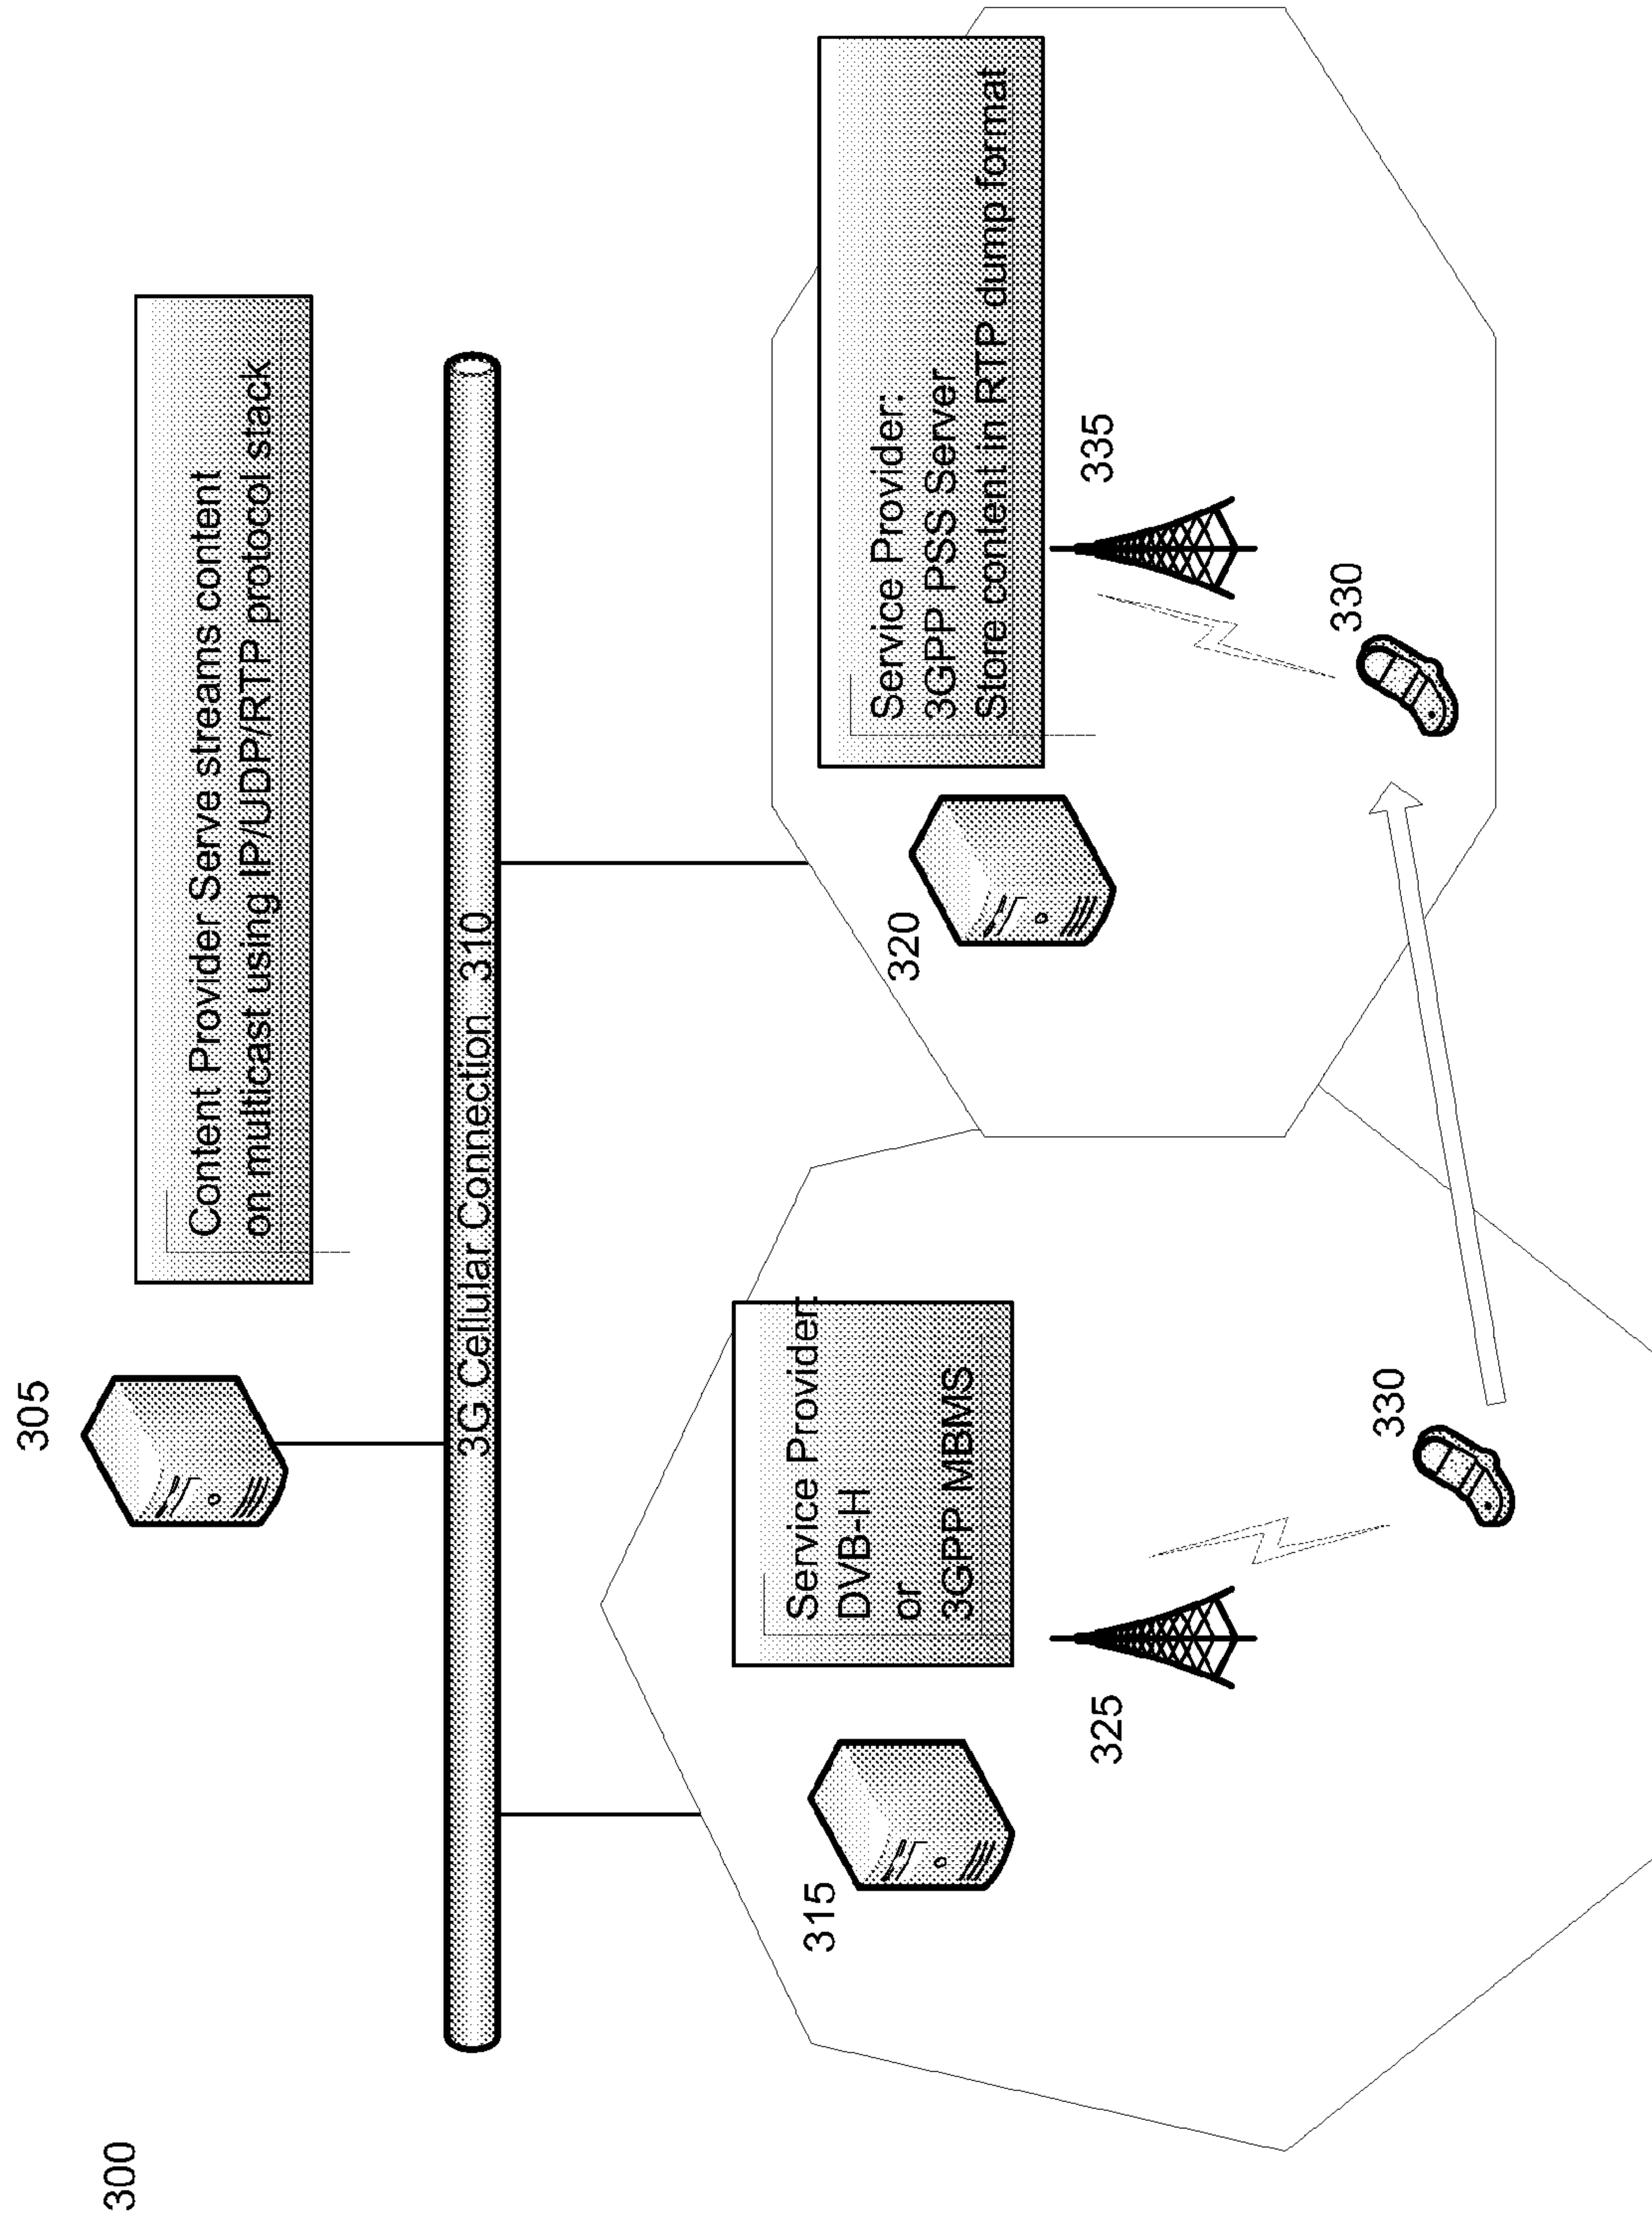 300
305
Content Provider Serve streams content
on multicast using IP/UDP/RTP protocol stack
3G Cellular Connection 310
315
Service Provider:
DVB-H
or
3GPP MBMS
320
Service Provider:
3GPP PSS Server
Store content in RTP dump format
325
335
330
330